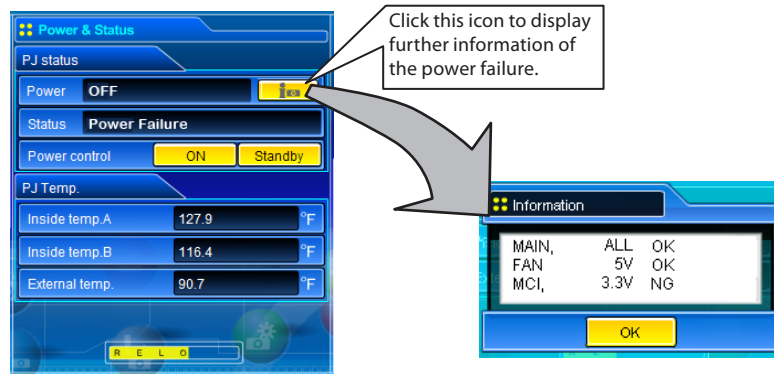 Power & Status
PJ status
Power OFF
Status Power Failure
Power control ON Standby
PJ Temp.
Inside temp.A 127.9 °F
Inside temp.B 116.4 °F
External temp. 90.7 °F
R E L O
Click this icon to display
further information of
the power failure.
Information
MAIN, ALL OK
FAN 5V OK
MCI, 3.3V NG
OK